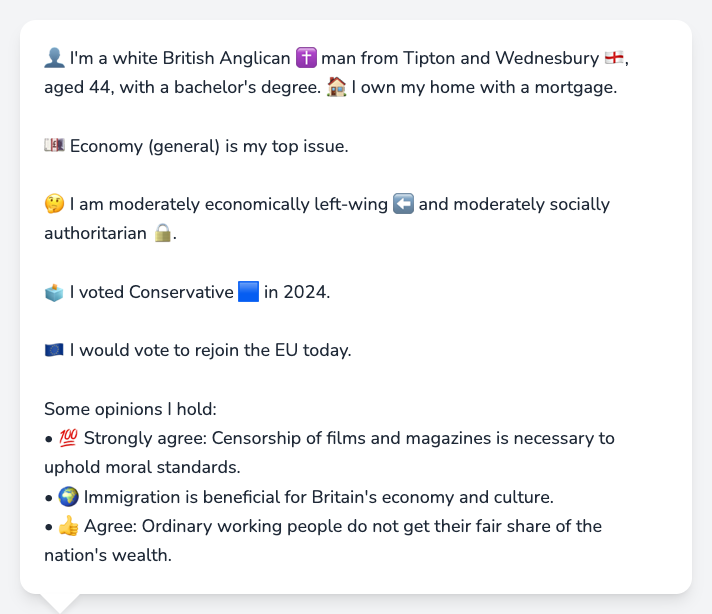 👤 I'm a white British Anglican ✝️ man from Tipton and Wednesbury 🏴󠁧󠁢󠁥󠁮󠁧󠁿,
aged 44, with a bachelor's degree. 🏠 I own my home with a mortgage.
💷 Economy (general) is my top issue.
🤔 I am moderately economically left-wing ⬅️ and moderately socially
authoritarian 🔒.
🗳️ I voted Conservative 🟦 in 2024.
🇪🇺 I would vote to rejoin the EU today.
Some opinions I hold:
• 💯 Strongly agree: Censorship of films and magazines is necessary to
uphold moral standards.
• 🌍 Immigration is beneficial for Britain's economy and culture.
• 👍 Agree: Ordinary working people do not get their fair share of the
nation's wealth.